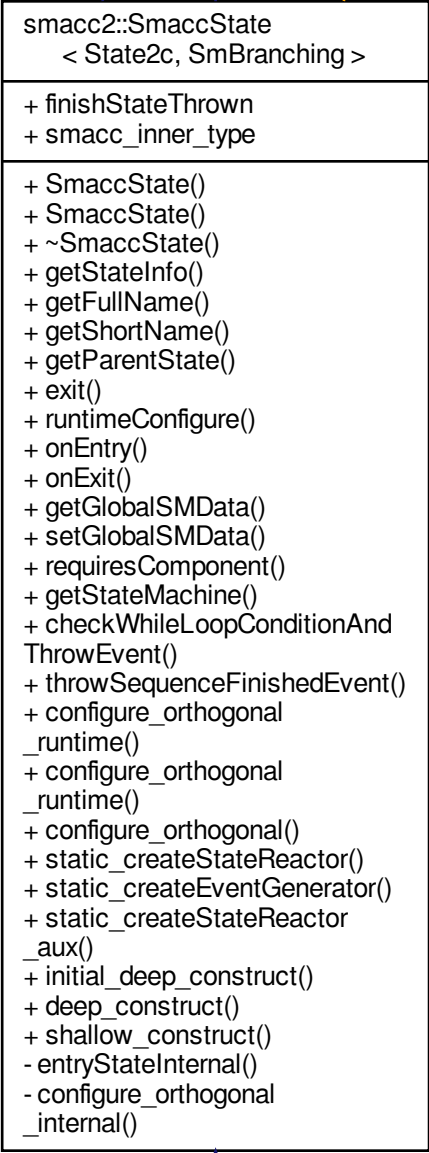 smacc2::SmaccState
< State2c, SmBranching >
+ finishStateThrown
+ smacc_inner_type
+ SmaccState()
+ SmaccState()
+ ~SmaccState()
+ getStateInfo()
+ getFullName()
+ getShortName()
+ getParentState()
+ exit()
+ runtimeConfigure()
+ onEntry()
+ onExit()
+ getGlobalSMData()
+ setGlobalSMData()
+ requiresComponent()
+ getStateMachine()
+ checkWhileLoopConditionAnd
ThrowEvent()
+ throwSequenceFinishedEvent()
+ configure_orthogonal
_runtime()
+ configure_orthogonal
_runtime()
+ configure_orthogonal()
+ static_createStateReactor()
+ static_createEventGenerator()
+ static_createStateReactor
_aux()
+ initial_deep_construct()
+ deep_construct()
+ shallow_construct()
- entryStateInternal()
- configure_orthogonal
_internal()